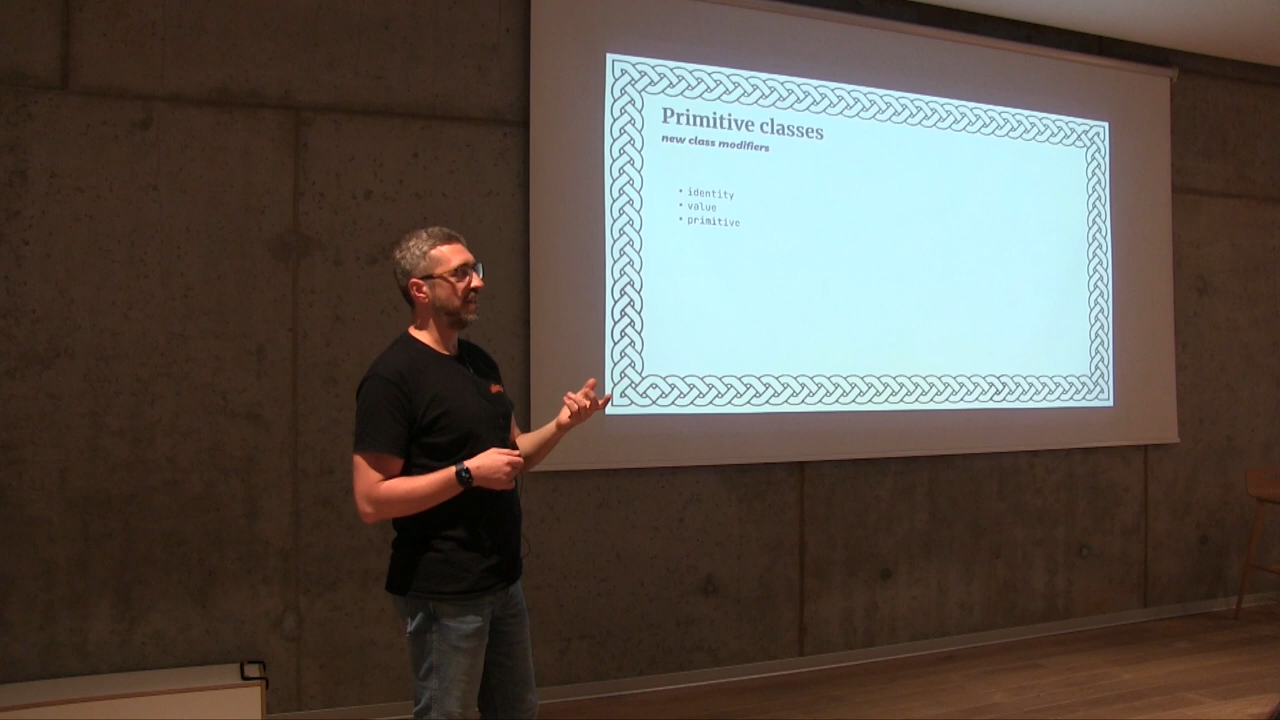 Primitive classes
new class modifiers
• identity
• value
• primitive